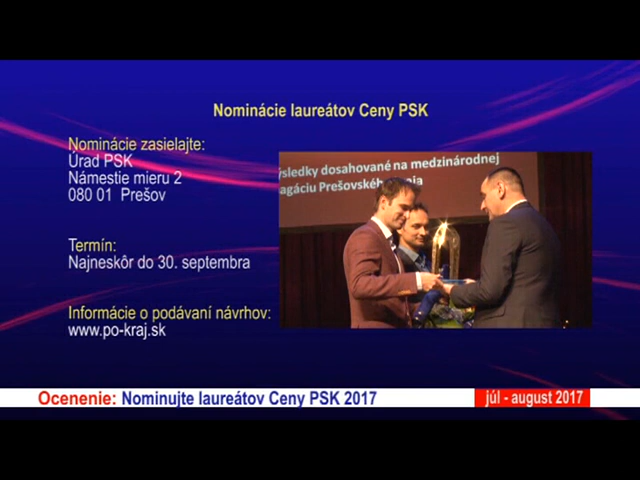 Nominácie laureátov Ceny PSK
Nominácie zasielajte:
Úrad PSK
Námestie mieru 2
080 01 Prešov
Termín:
Najneskôr do 30. septembra
Informácie o podávaní návrhov:
www.po-kraj.sk
ýsledky dosahované na medzinárodnej
agáciu Prešovského
Ocenenie: Nominujte laureátov Ceny PSK 2017
júl - august 2017